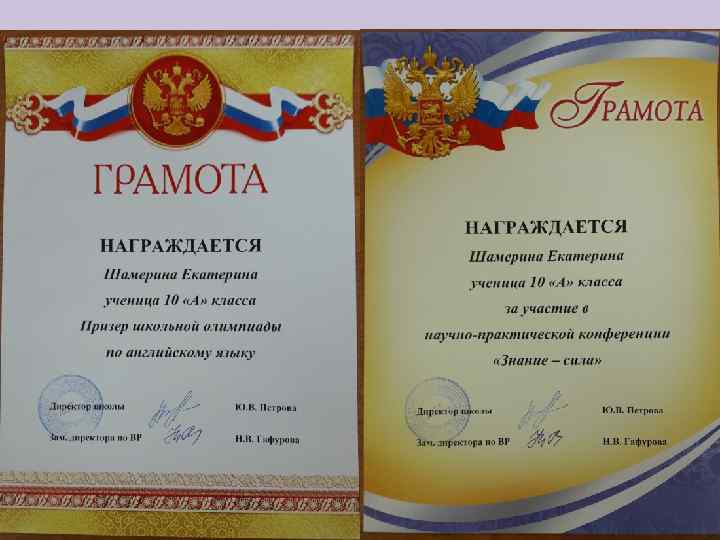 ГРАМОТА
НАГРАЖДАЕТСЯ
Шамерина Екатерина
ученица 10 «А» класса
Призер школьной олимпиады
по английскому языку
Директор школы
Ю.В. Петрова
Зам. директора по ВР
Н.В. Гафурова
ГРАМОТА
НАГРАЖДАЕТСЯ
Шамерина Екатерина
ученица 10 «А» класса
за участие в
научно-практической конференции
«Знание – сила»
Директор школы
Ю.В. Петрова
Зам. директора по ВР
Н.В. Гафурова